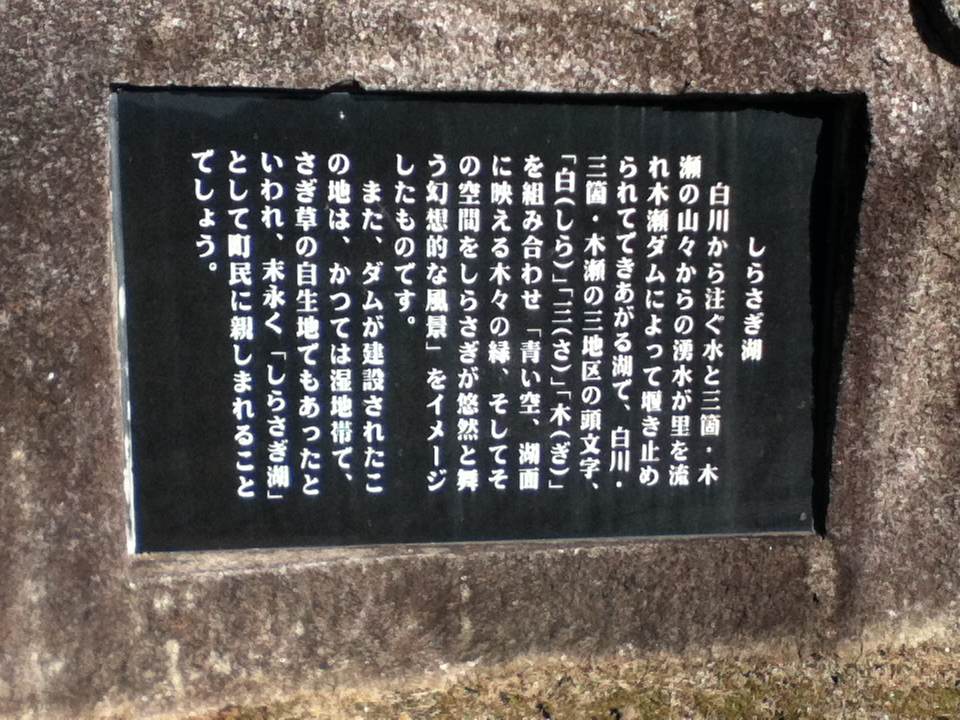 しらさぎ湖
白川から注ぐ水と三箇・木
瀬の山々からの湧水が里を流
れ木瀬ダムによって堰き止め
られてできあがる湖で、白川・
三箇・木瀬の三地区の頭文字、
「白(しら)」「三(さ)」「木(ぎ)」
を組み合わせ「青い空、湖面
に映える木々の緑、そしてそ
の空間をしらさぎが悠然と舞
う幻想的な風景」をイメージ
したものです。
また、ダムが建設されたこ
の地は、かつては湿地帯で、
さぎ草の自生地でもあったと
いわれ、末永く「しらさぎ湖」
として町民に親しまれること
でしょう。